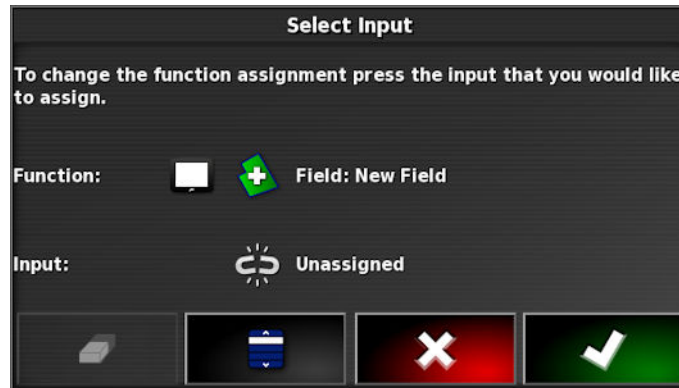 Select Input
To change the function assignment press the input that you would like
to assign.
Function: Field: New Field
Input: Unassigned